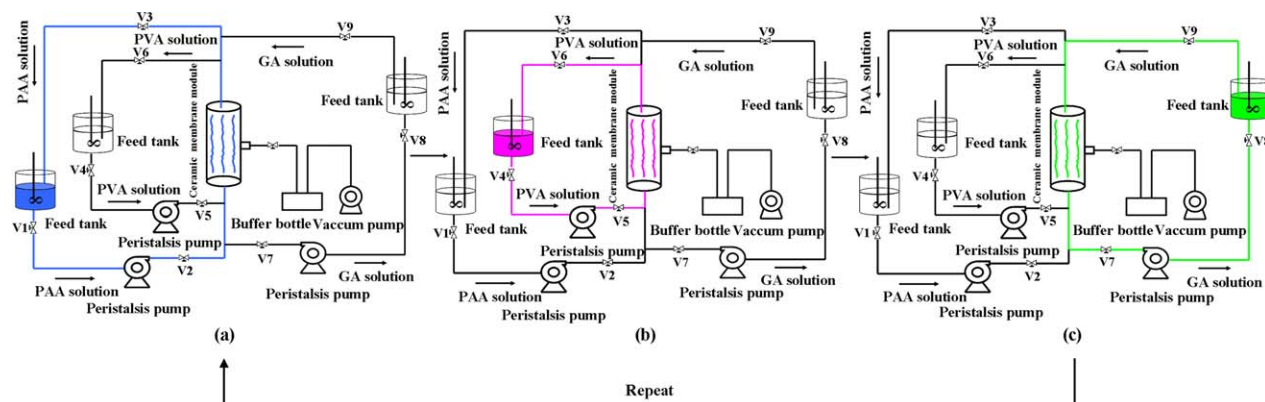 V3
V9
PVA solution
V6
GA solution
PAA solution
Feed tank
Ceramic membrane module
Feed tank
V8
V4
PVA solution
V5
V1
Feed tank
Buffer bottle Vaccum pump
Peristalsis pump
V2
V7
GA solution
PAA solution
Peristalsis pump
Peristalsis pump
(a)
V3
V9
PVA solution
V6
GA solution
PAA solution
Feed tank
Ceramic membrane module
Feed tank
V8
V4
PVA solution
V5
V1
Feed tank
Buffer bottle Vaccum pump
Peristalsis pump
V2
V7
GA solution
PAA solution
Peristalsis pump
Peristalsis pump
(b)
V3
V9
PVA solution
V6
GA solution
PAA solution
Feed tank
Ceramic membrane module
Feed tank
V8
V4
PVA solution
V5
V1
Feed tank
Buffer bottle Vaccum pump
Peristalsis pump
V2
V7
GA solution
PAA solution
Peristalsis pump
Peristalsis pump
(c)
Repeat